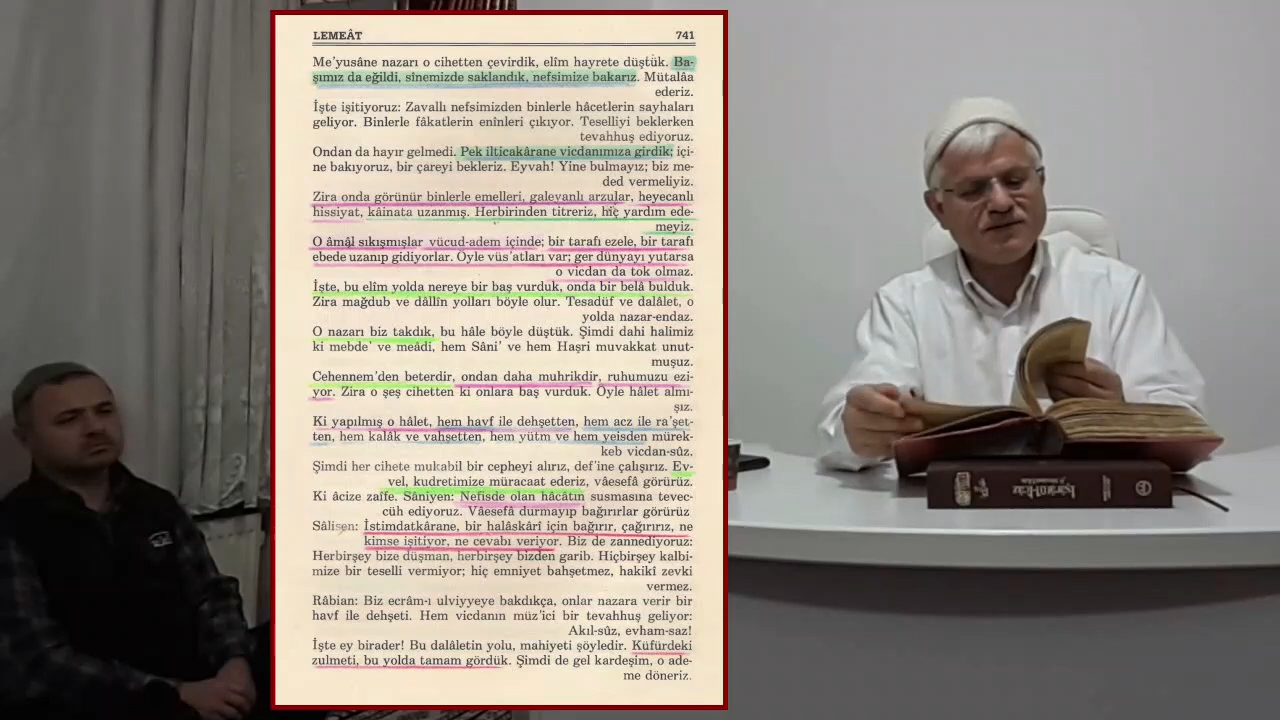 LEMEÂT 741
Me'yusâne nazarı o cihetten çevirdik, elîm hayrete düştük. Ba-
şımız da eğildi, sînemizde saklandık, nefsimize bakarız. Mütalâa
ederiz.
İşte işitiyoruz: Zavallı nefsimizden binlerle hâcetlerin sayhaları
geliyor. Binlerle fâkatlerin enînleri çıkıyor. Teselliyi beklerken
tevahhuş ediyoruz.
Ondan da hayır gelmedi. Pek ilticakârane vicdanımıza girdik; içi-
ne bakıyoruz, bir çareyi bekleriz. Eyvah! Yine bulmayız; biz me-
ded vermeliyiz.
Zira onda görünür binlerle emelleri, galeyanlı arzular, heyecanlı
hissiyat, kâinata uzanmış. Herbirinden titreriz, hiç yardım ede-
meyiz.
O âmâl sıkışmışlar vücud-adem içinde; bir tarafı ezele, bir tarafı
ebede uzanıp gidiyorlar. Öyle vüs'atları var; ger dünyayı yutarsa
o vicdan da tok olmaz.
İşte, bu elîm yolda nereye bir baş vurduk, onda bir belâ bulduk.
Zira mağdub ve dâllîn yolları böyle olur. Tesadüf ve dalâlet, o
yolda nazar-endaz.
O nazarı biz takdık, bu hâle böyle düştük. Şimdi dahi halimiz
ki mebde' ve meâdi, hem Sâni' ve hem Haşri muvakkat unut-
muşuz.
Cehennem'den beterdir, ondan daha muhrikdir, ruhumuzu ezi-
yor. Zira o şeş cihetten ki onlara baş vurduk. Öyle hâlet almı-
şız.
Ki yapılmış o hâlet, hem havf ile dehşetten, hem acz ile ra'şet-
ten, hem kalâk ve vahşetten, hem yütm ve hem yeisden mürek-
keb vicdan-sûz.
Şimdi her cihete mukabil bir cepheyi alırız, def'ine çalışırız. Ev-
vel, kudretimize müracaat ederiz, vâesefâ görürüz.
Ki âcize zaîfe. Sâniyen: Nefisde olan hâcâtın susmasına tevec-
cüh ediyoruz. Vâesefâ durmayıp bağırırlar görürüz
Sâlisen: İstimdatkârane, bir halâskârî için bağırır, çağırırız, ne
kimse işitiyor, ne cevabı veriyor. Biz de zannediyoruz:
Herbirşey bize düşman, herbirşey bizden garib. Hiçbirşey kalbi-
mize bir teselli vermiyor; hiç emniyet bahşetmez, hakikî zevki
vermez.
Râbian: Biz ecrâm-ı ulviyyeye bakdıkça, onlar nazara verir bir
havf ile dehşeti. Hem vicdanın müz'ici bir tevahhuş geliyor:
Akıl-sûz, evham-saz!
İşte ey birader! Bu dalâletin yolu, mahiyeti şöyledir. Küfürdeki
zulmeti, bu yolda tamam gördük. Şimdi de gel kardeşim, o ade-
me döneriz.
İşârâtü'l-İ'caz